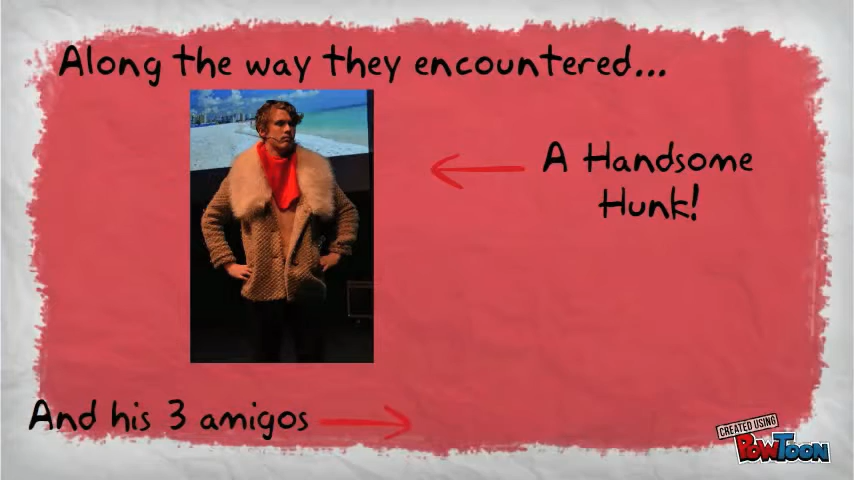 Along the way they encountered...
A Handsome
Hunk!
And his 3 amigos
CREATED USING
POWTOON